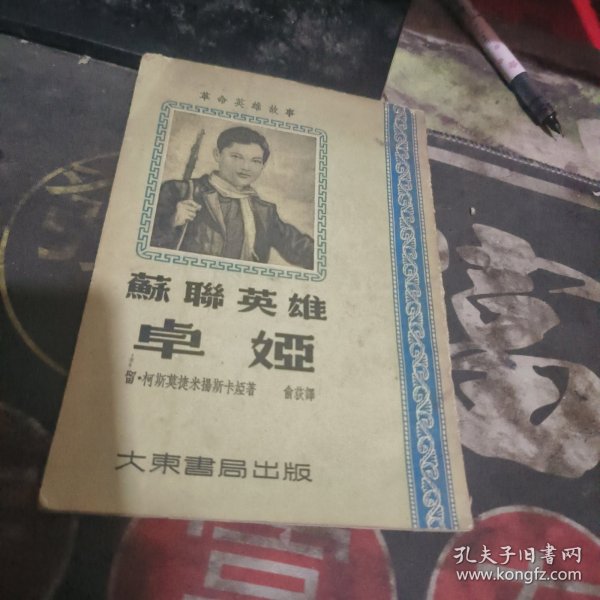 革命英雄故事
蘇聯英雄
卓婭
留·柯斯莫捷米揚斯卡婭著 俞荻譯
大東書局出版
孔夫子旧书网
www.kongfz.com